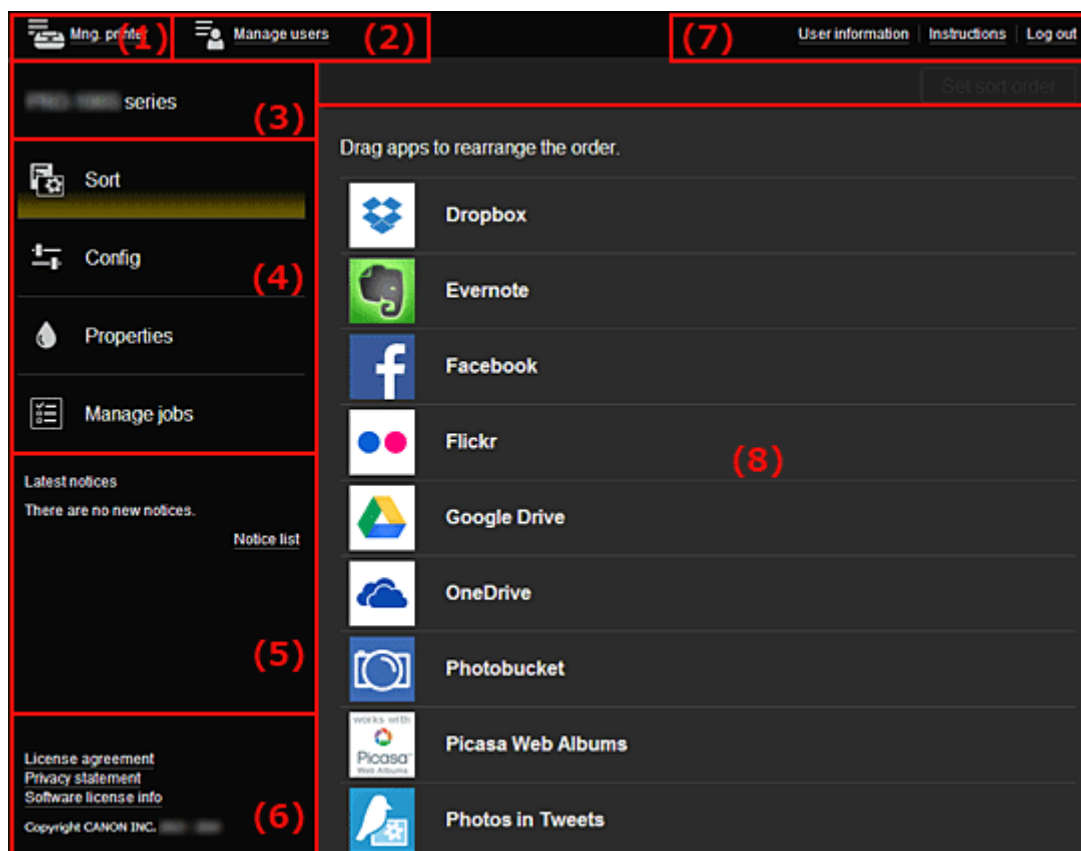 Mng. printer
(1)
Manage users
(2)
(7)
User information
Instructions
Log out
series
(3)
Set sort order
Sort
Config
(4)
Properties
Manage jobs
Latest notices
There are no new notices.
Notice list
(5)
License agreement
Privacy statement
Software license info
Copyright CANON INC.
(6)
Drag apps to rearrange the order.
Dropbox
Evernote
Facebook
Flickr
(8)
Google Drive
OneDrive
Photobucket
works with
Picasa
Web Albums
Picasa Web Albums
Photos in Tweets